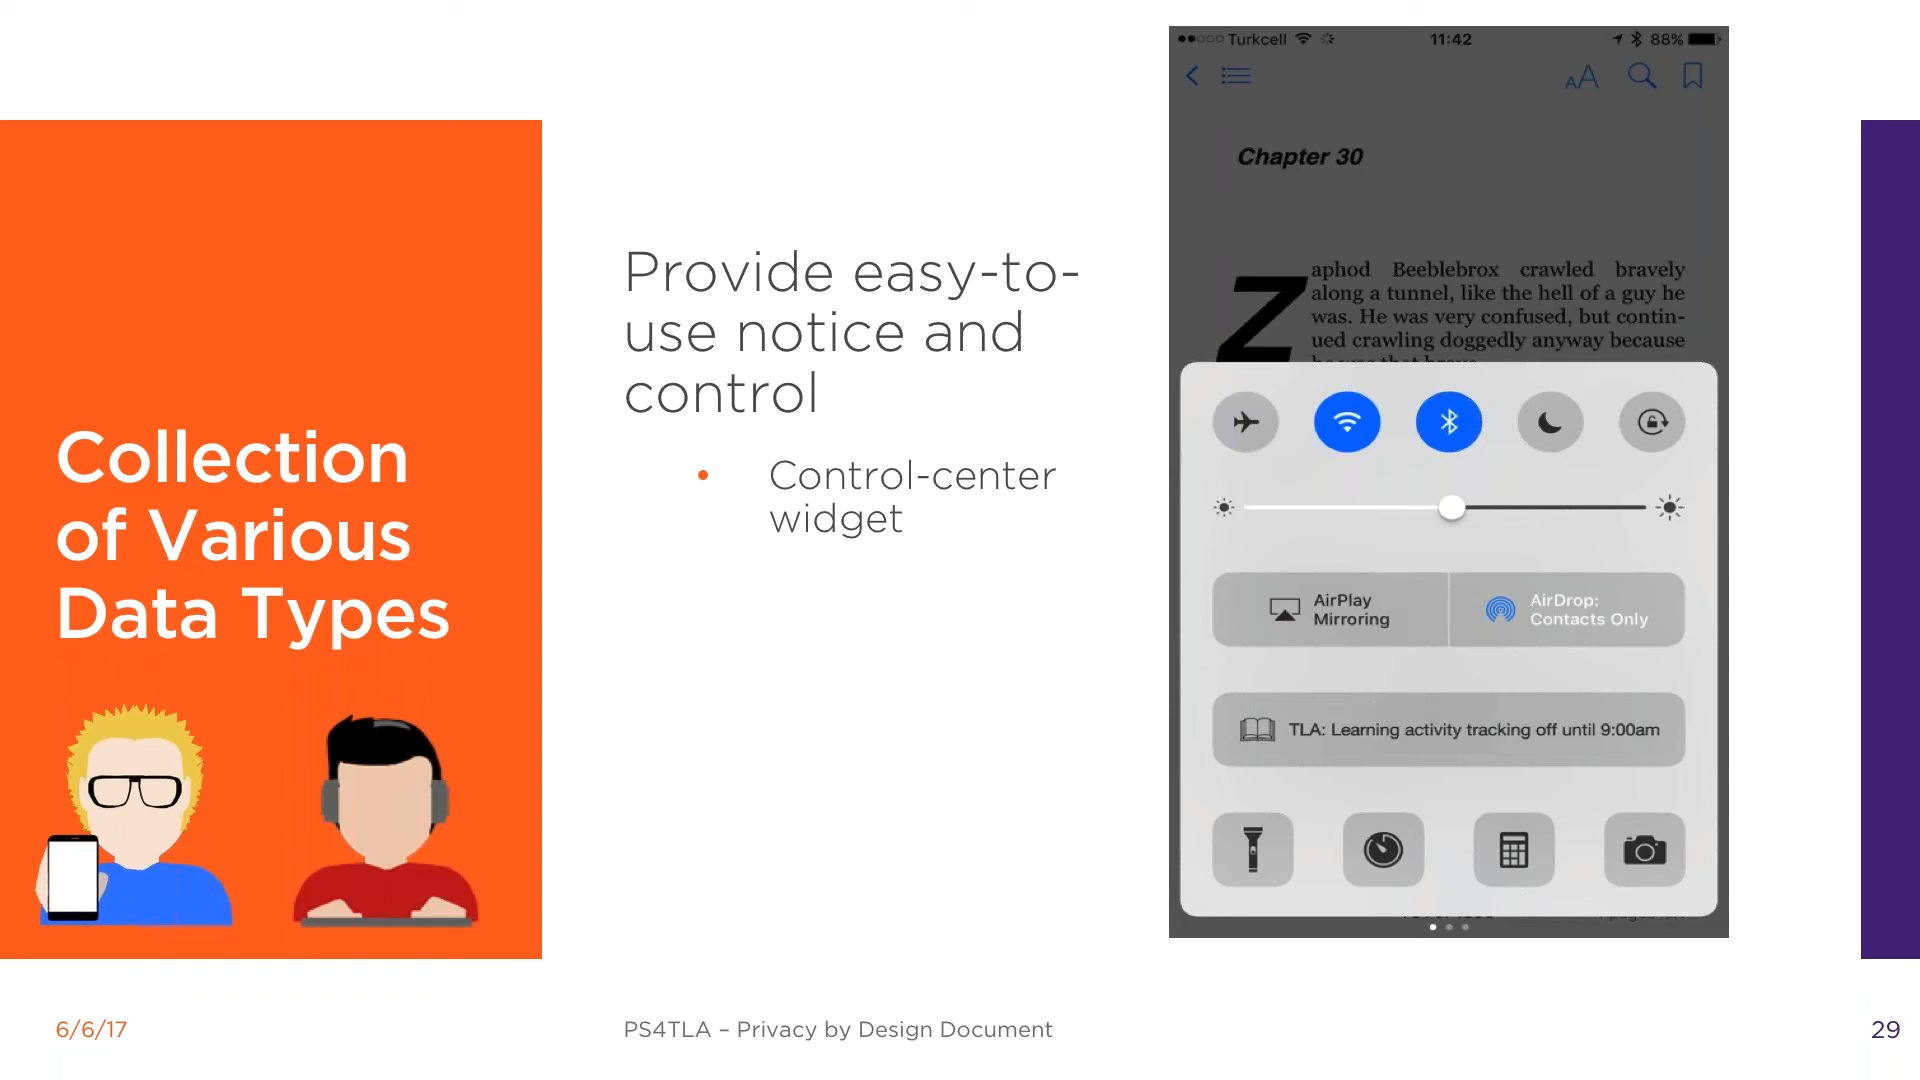 Turkcell
11:42
88%
AA
Chapter 30
Zaphod Beeblebrox crawled bravely
along a tunnel, like the hell of a guy he
was. He was very confused, but contin-
ued crawling doggedly anyway because
Provide easy-to-
use notice and
control
• Control-center
widget
Collection
of Various
Data Types
AirPlay
Mirroring
AirDrop:
Contacts Only
TLA: Learning activity tracking off until 9:00am
6/6/17
PS4TLA – Privacy by Design Document
29